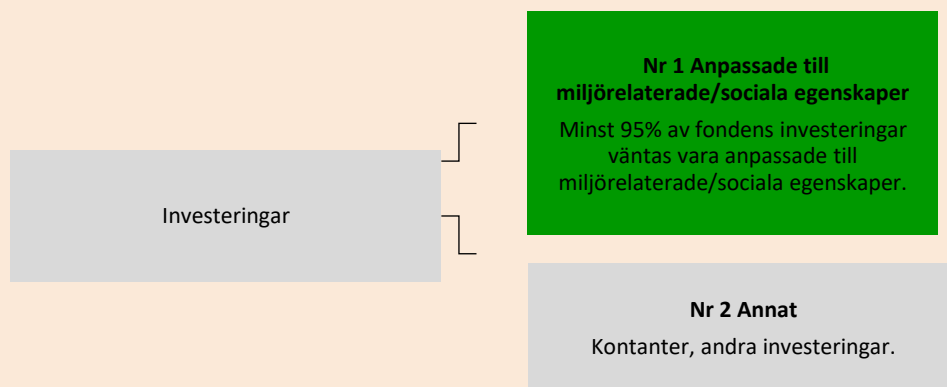 Nr 1 Anpassade till
miljörelaterade/sociala egenskaper
Minst 95% av fondens investeringar
väntas vara anpassade till
miljörelaterade/sociala egenskaper.
Investeringar
Nr 2 Annat
Kontanter, andra investeringar.